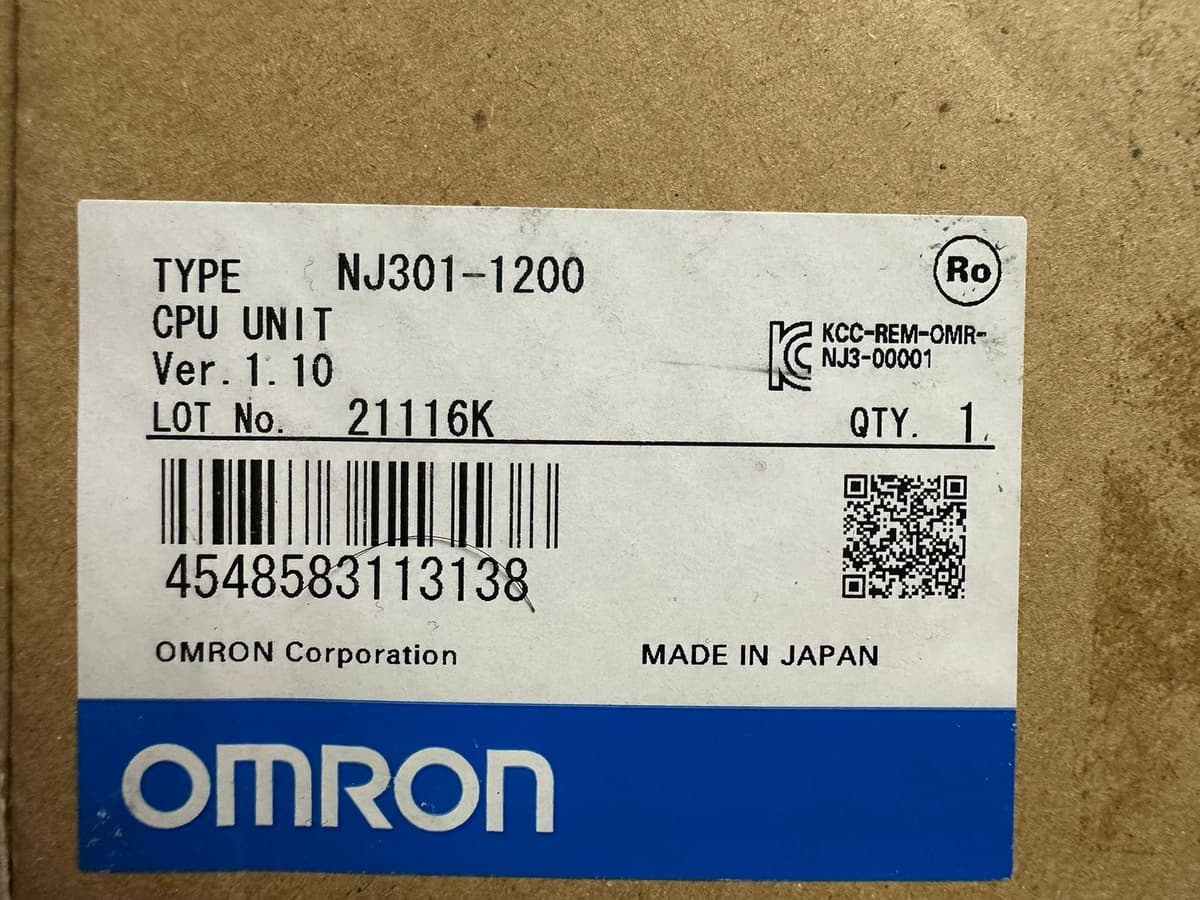 TYPE NJ301-1200
Ro
CPU UNIT
KCC-REM-OMR-
NJ3-00001
Ver. 1. 10
LOT No. 21116K
QTY. 1
4548583113138
OMRON Corporation
MADE IN JAPAN
OMRON